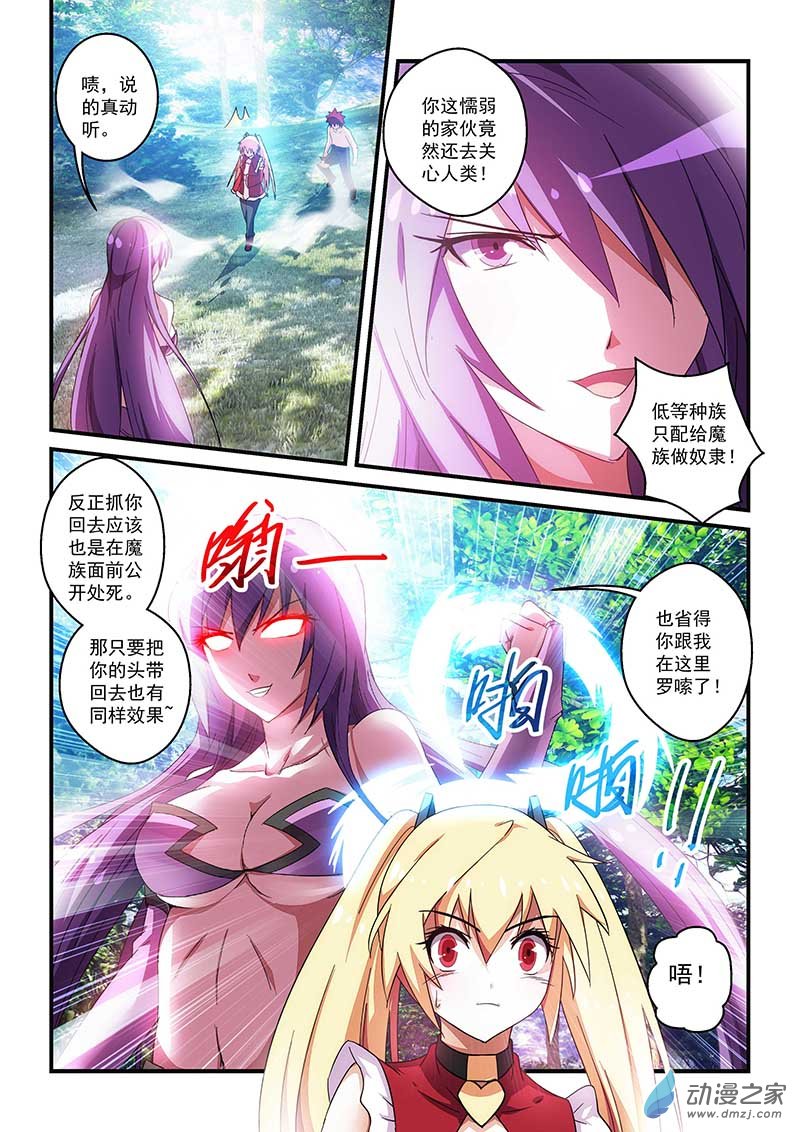 啧，说
的真动
听。
你这懦弱
的家伙竟
然还去关
心人类！
低等种族
只配给魔
族做奴隶！
反正抓你
回去应该
也是在魔
族面前公
开处死。
那只要把
你的头带
回去也有
同样效果~
嗡一
也省得
你跟我
在这里
罗嗦了！
啪
啪!!
唔！
动漫之家
www.dmzj.com